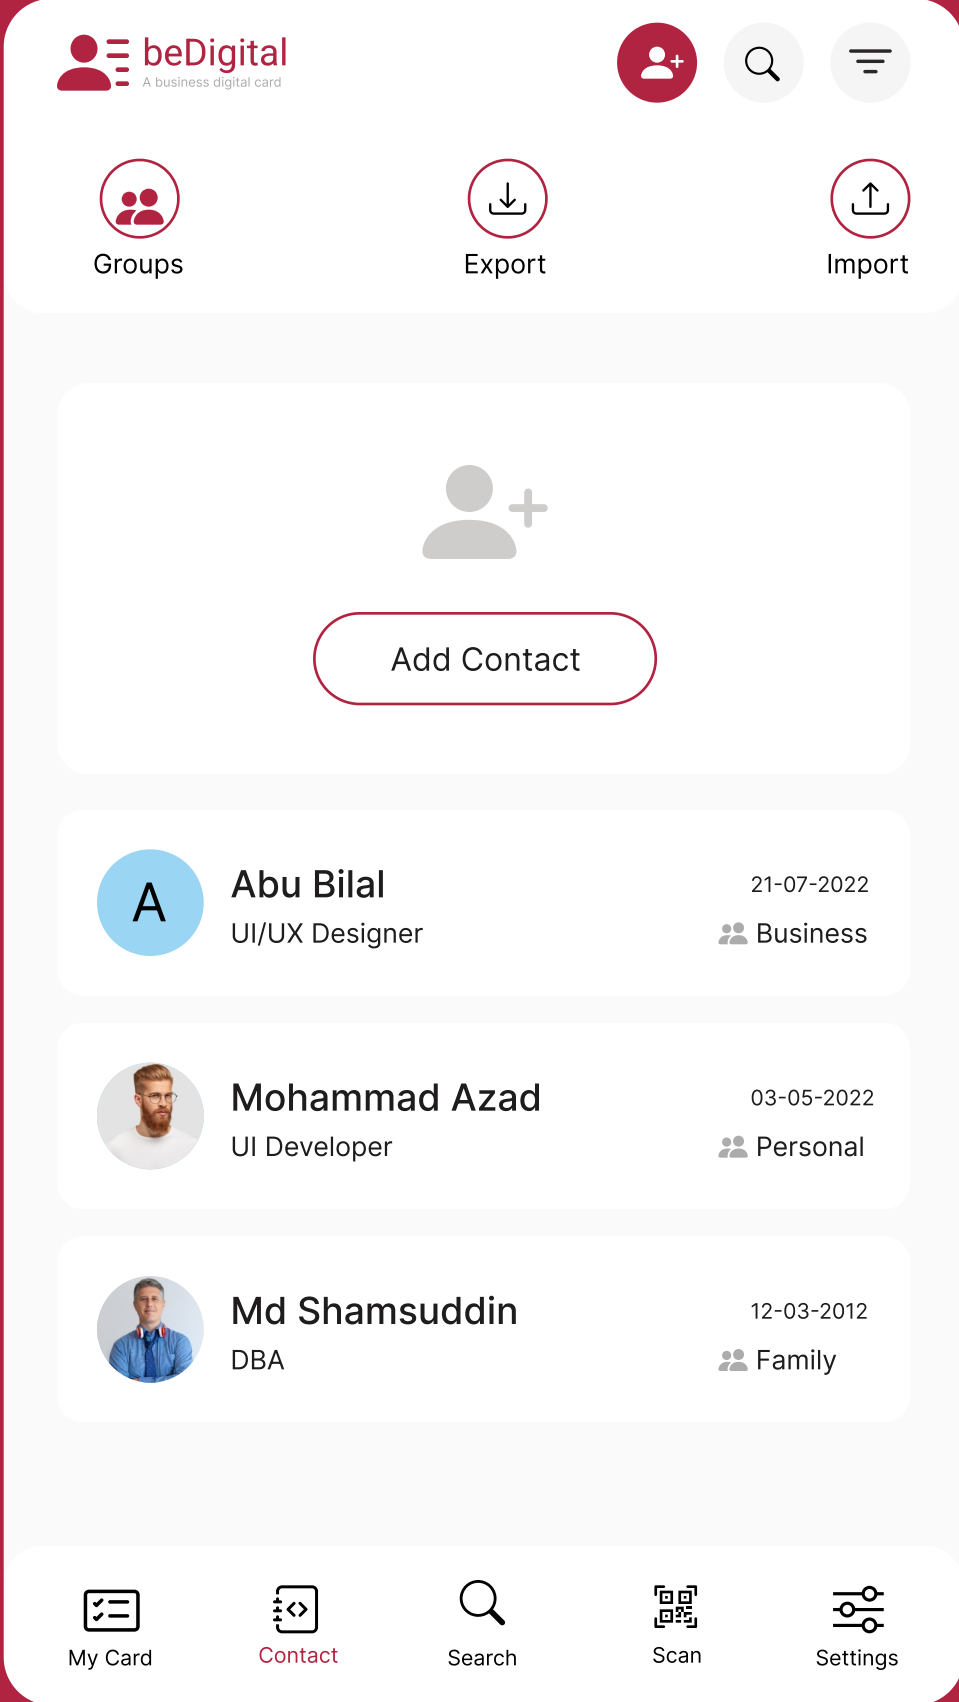 beDigital
A business digital card
Groups
Export
Import
Add Contact
A
Abu Bilal
21-07-2022
UI/UX Designer
Business
Mohammad Azad
03-05-2022
UI Developer
Personal
Md Shamsuddin
12-03-2012
DBA
Family
My Card
Contact
Search
Scan
Settings